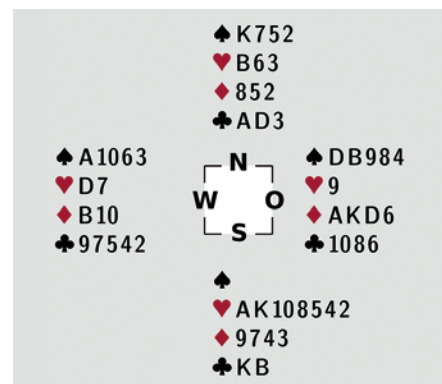 ♠ K752
♥ B63
♦ 852
♣ AD3
♠ A1063
♥ D7
♦ B10
♣ 97542
N
W O
S
♠ DB984
♥ 9
♦ AKD6
♣ 1086
♠
♥ AK108542
♦ 9743
♣ KB